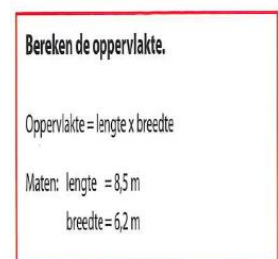 Bereken de oppervlakte.
Oppervlakte = lengte x breedte
Maten: lengte = 8,5 m
breedte = 6,2 m